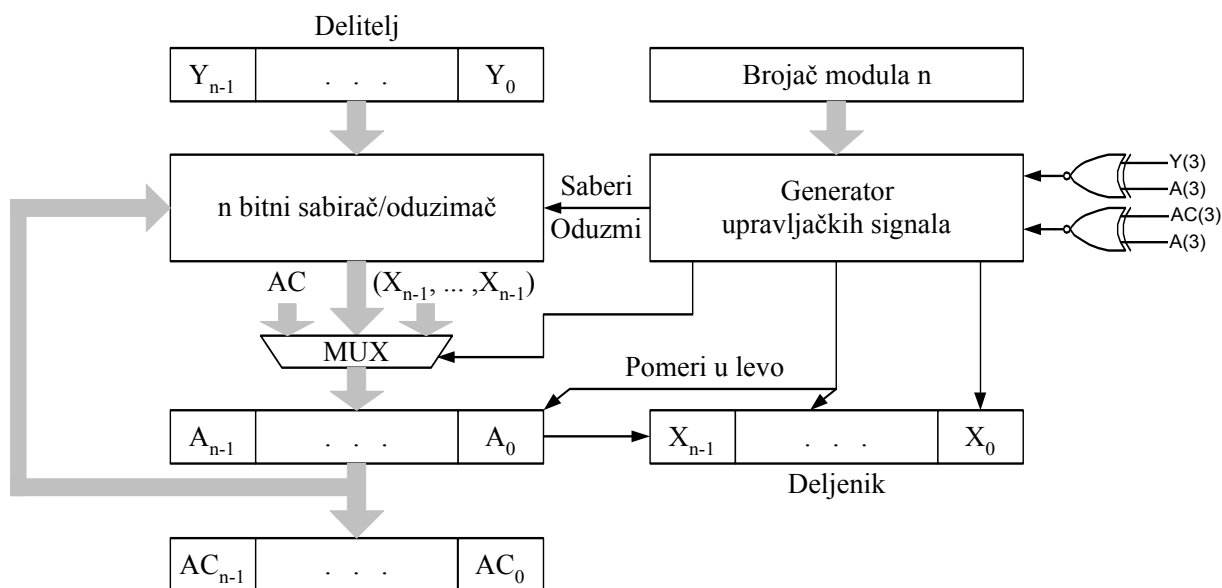 Delitelj
Yn-1 . . . Y0
Brojač modula n
n bitni sabirač/oduzimač
Saberi
Oduzmi
Generator
upravljačkih signala
Y(3)
A(3)
AC(3)
A(3)
AC
(Xn-1, ... ,Xn-1)
MUX
Pomeri u levo
An-1 . . . A0
Xn-1 . . . X0
Deljenik
ACn-1 . . . AC0